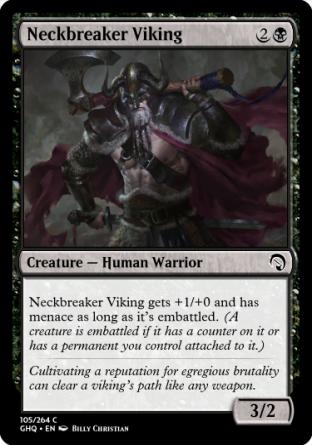 Neckbreaker Viking 2
Creature — Human Warrior
Neckbreaker Viking gets +1/+0 and has
menace as long as it's embattled. (A
creature is embattled if it has a counter on it or
has a permanent you control attached to it.)
Cultivating a reputation for egregious brutality
can clear a viking's path like any weapon.
3/2
105/264 C
GHQ • EN Billy Christian